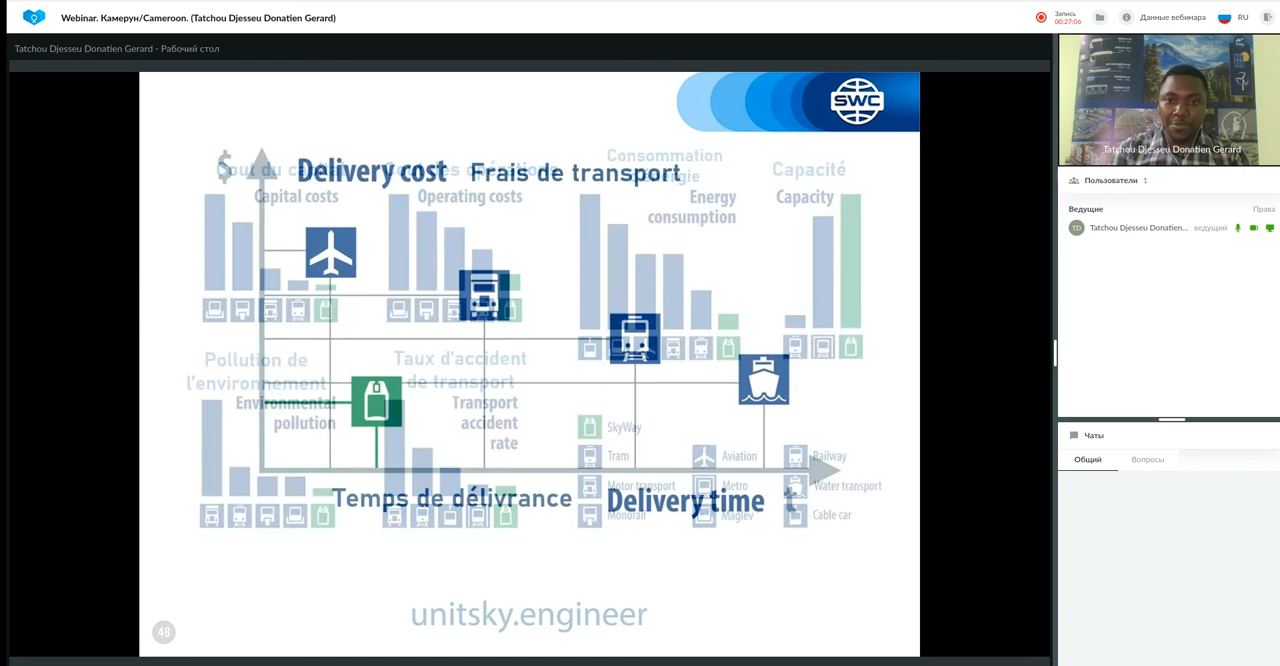 Webinar. Камерун/Cameroon. (Tatchou Djesseu Donatien Gerard)
Запись
00:27:06
Данные вебинара
RU
Tatchou Djesseu Donatien Gerard - Рабочий стол
SWC
$
Delivery cost Frais de transport
Consommation
Capacité
Capital costs
Operating costs
Energy
consumption
Capacity
Pollution de
l'environnement
Taux d'accident
de transport
Environmental
pollution
Transport
accident
rate
SkyWay
Tram
Aviation
Railway
Motor transport
Metro
Water transport
Monorail
Maglev
Cable car
Temps de délivrance Delivery time t
unitsky.engineer
49
Tatchou Djesseu Donatien Gerard
Пользователи 1
Ведущие
Права
TD
Tatchou Djesseu Donatien... ведущий
Чаты
Общий
Вопросы